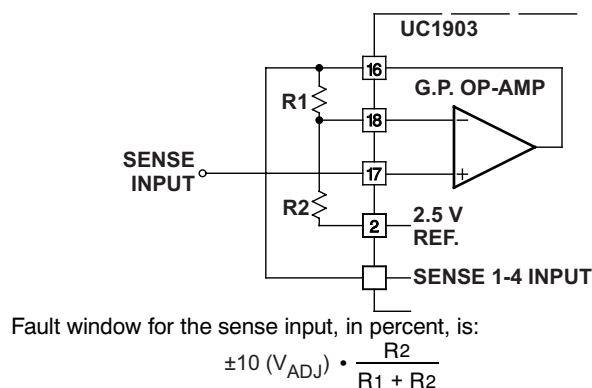 UC1903
16
G.P. OP-AMP
R1
18
−
SENSE
INPUT
17
+
R2
2
2.5 V
REF.
SENSE 1-4 INPUT
Fault window for the sense input, in percent, is:
±10 (VADJ) • R2
R1 + R2